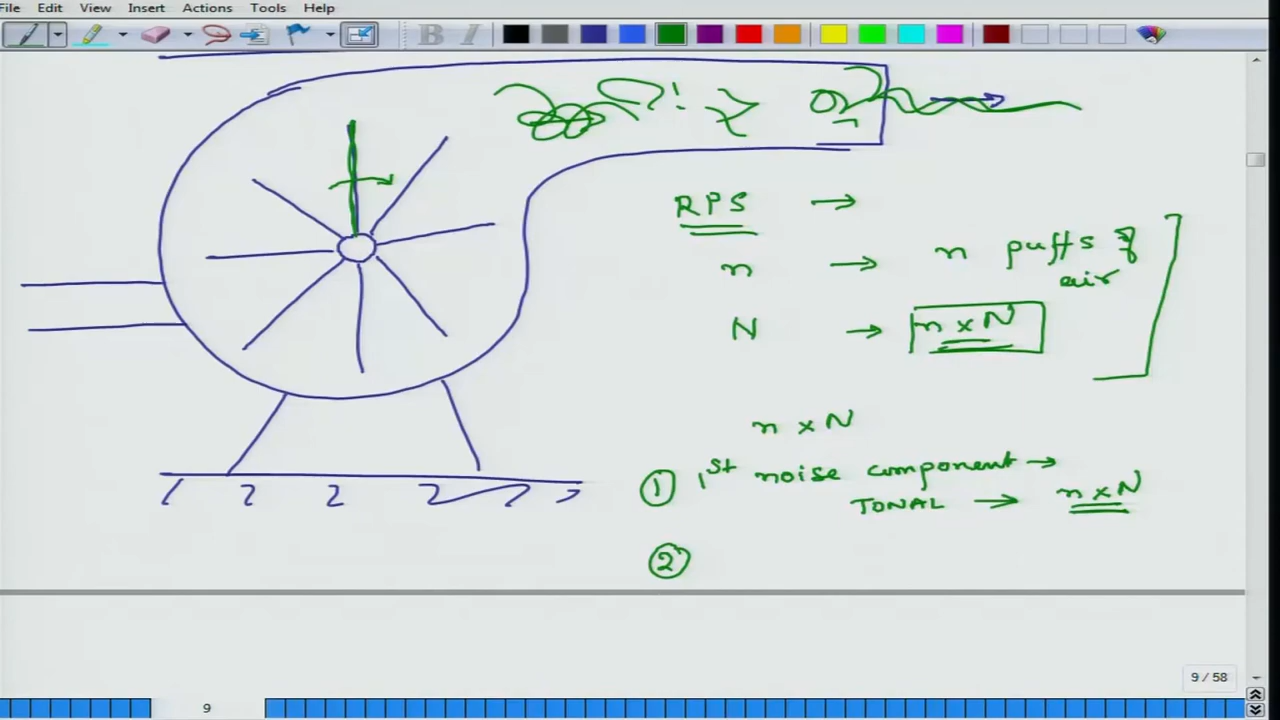 File Edit View Insert Actions Tools Help
B I
RPS →
n → n puffs of
air
N → n × N
n × N
① 1st noise component →
TONAL → n × N
②
9 / 58
9